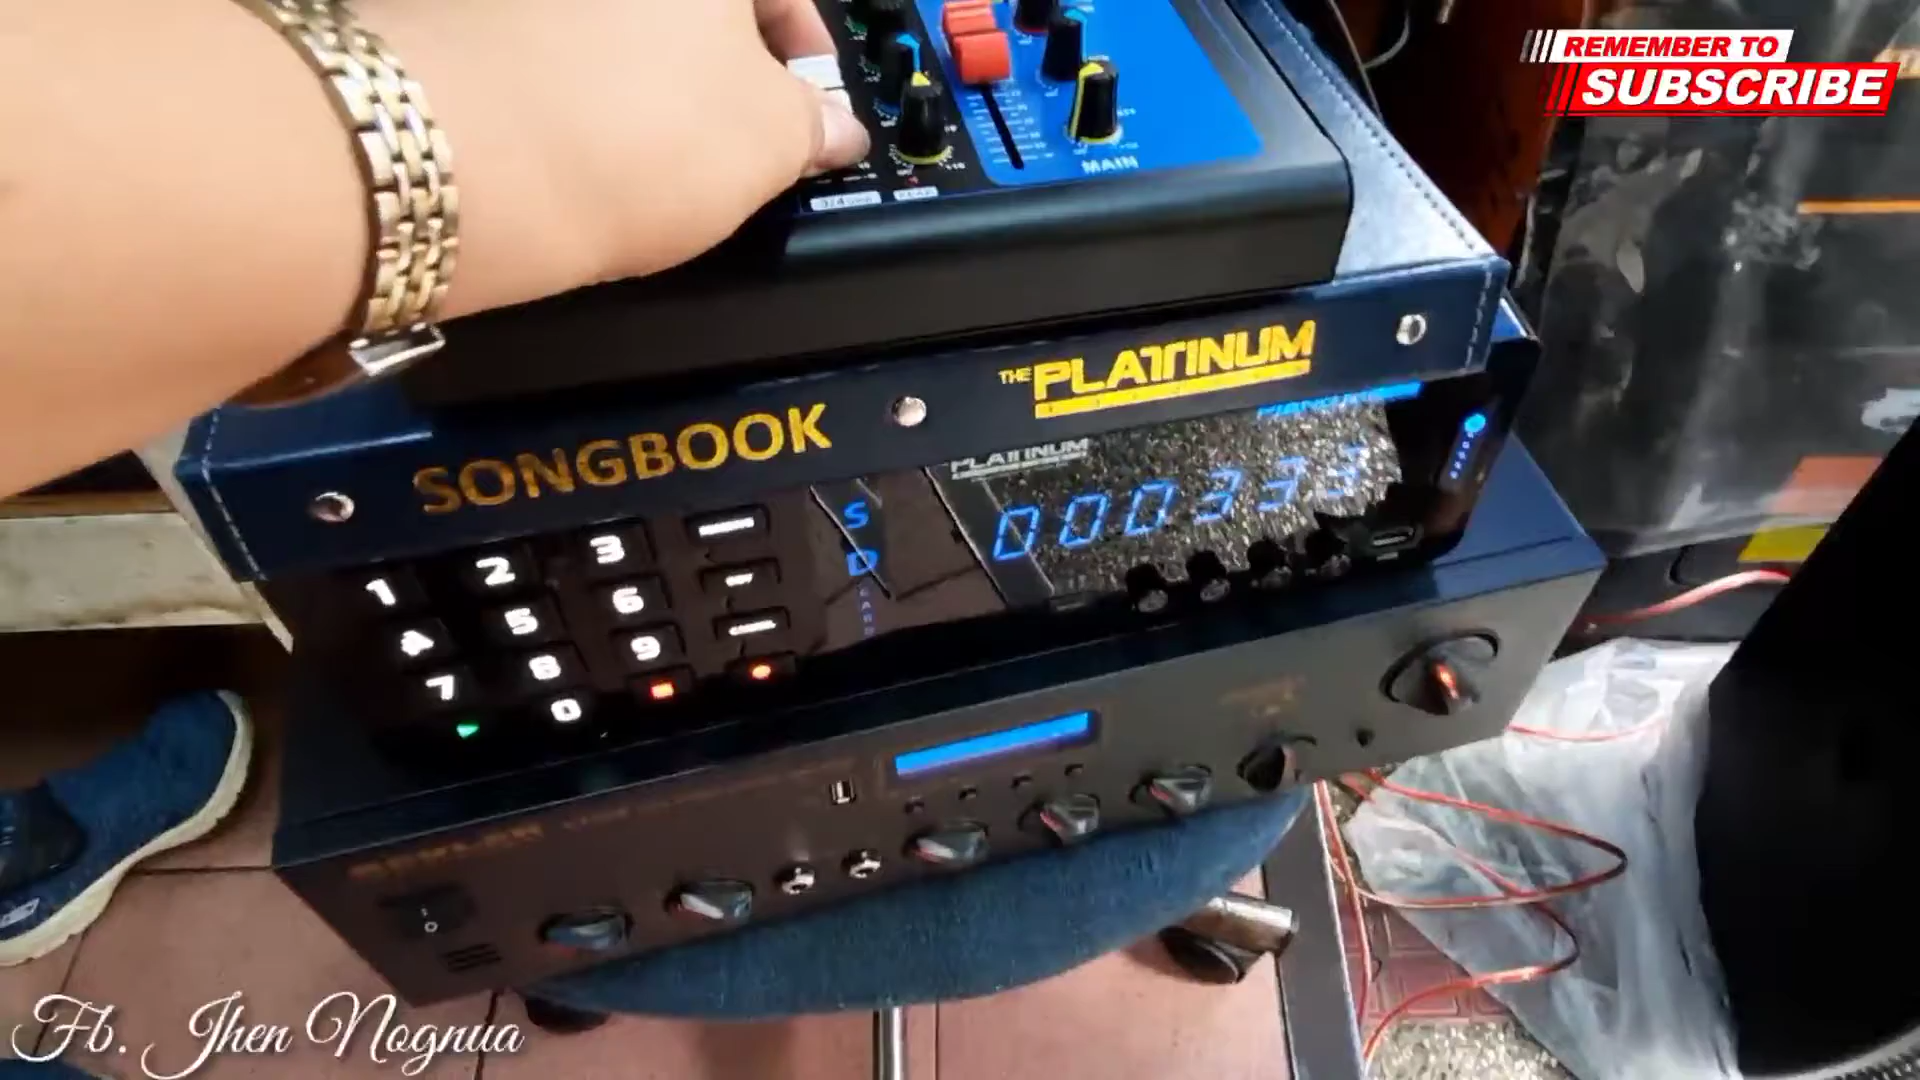 REMEMBER TO
SUBSCRIBE
MAIN
THE PLATINUM
SONGBOOK
PLATINUM
000333
S
D
CARD
1 2 3
4 5 6
7 8 9
0
Fb. Jhen Nognua